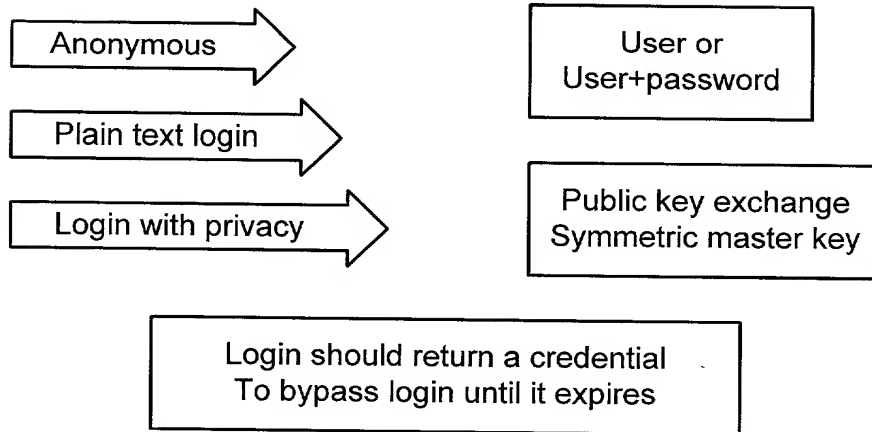 Anonymous
User or
User+password
Plain text login
Login with privacy
Public key exchange
Symmetric master key
Login should return a credential
To bypass login until it expires